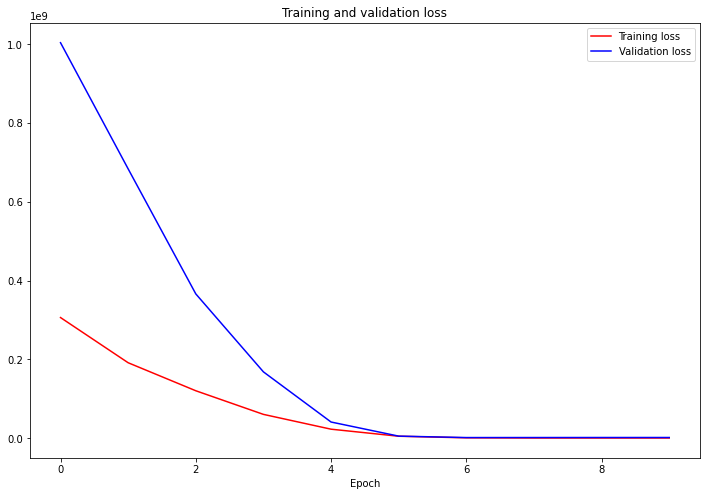 Training and validation loss
1e9
Training loss
Validation loss
1.0
0.8
0.6
0.4
0.2
0.0
0 2 4 6 8
Epoch